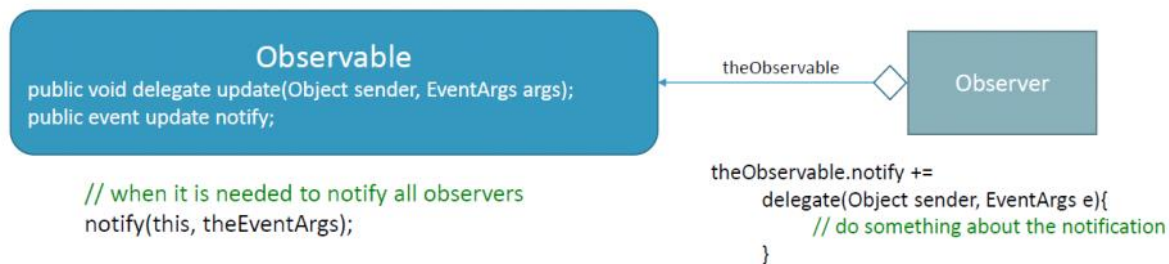 Observable
public void delegate update(Object sender, EventArgs args);
public event update notify;
theObservable
Observer
// when it is needed to notify all observers
notify(this, theEventArgs);
theObservable.notify +=
delegate(Object sender, EventArgs e){
// do something about the notification
}